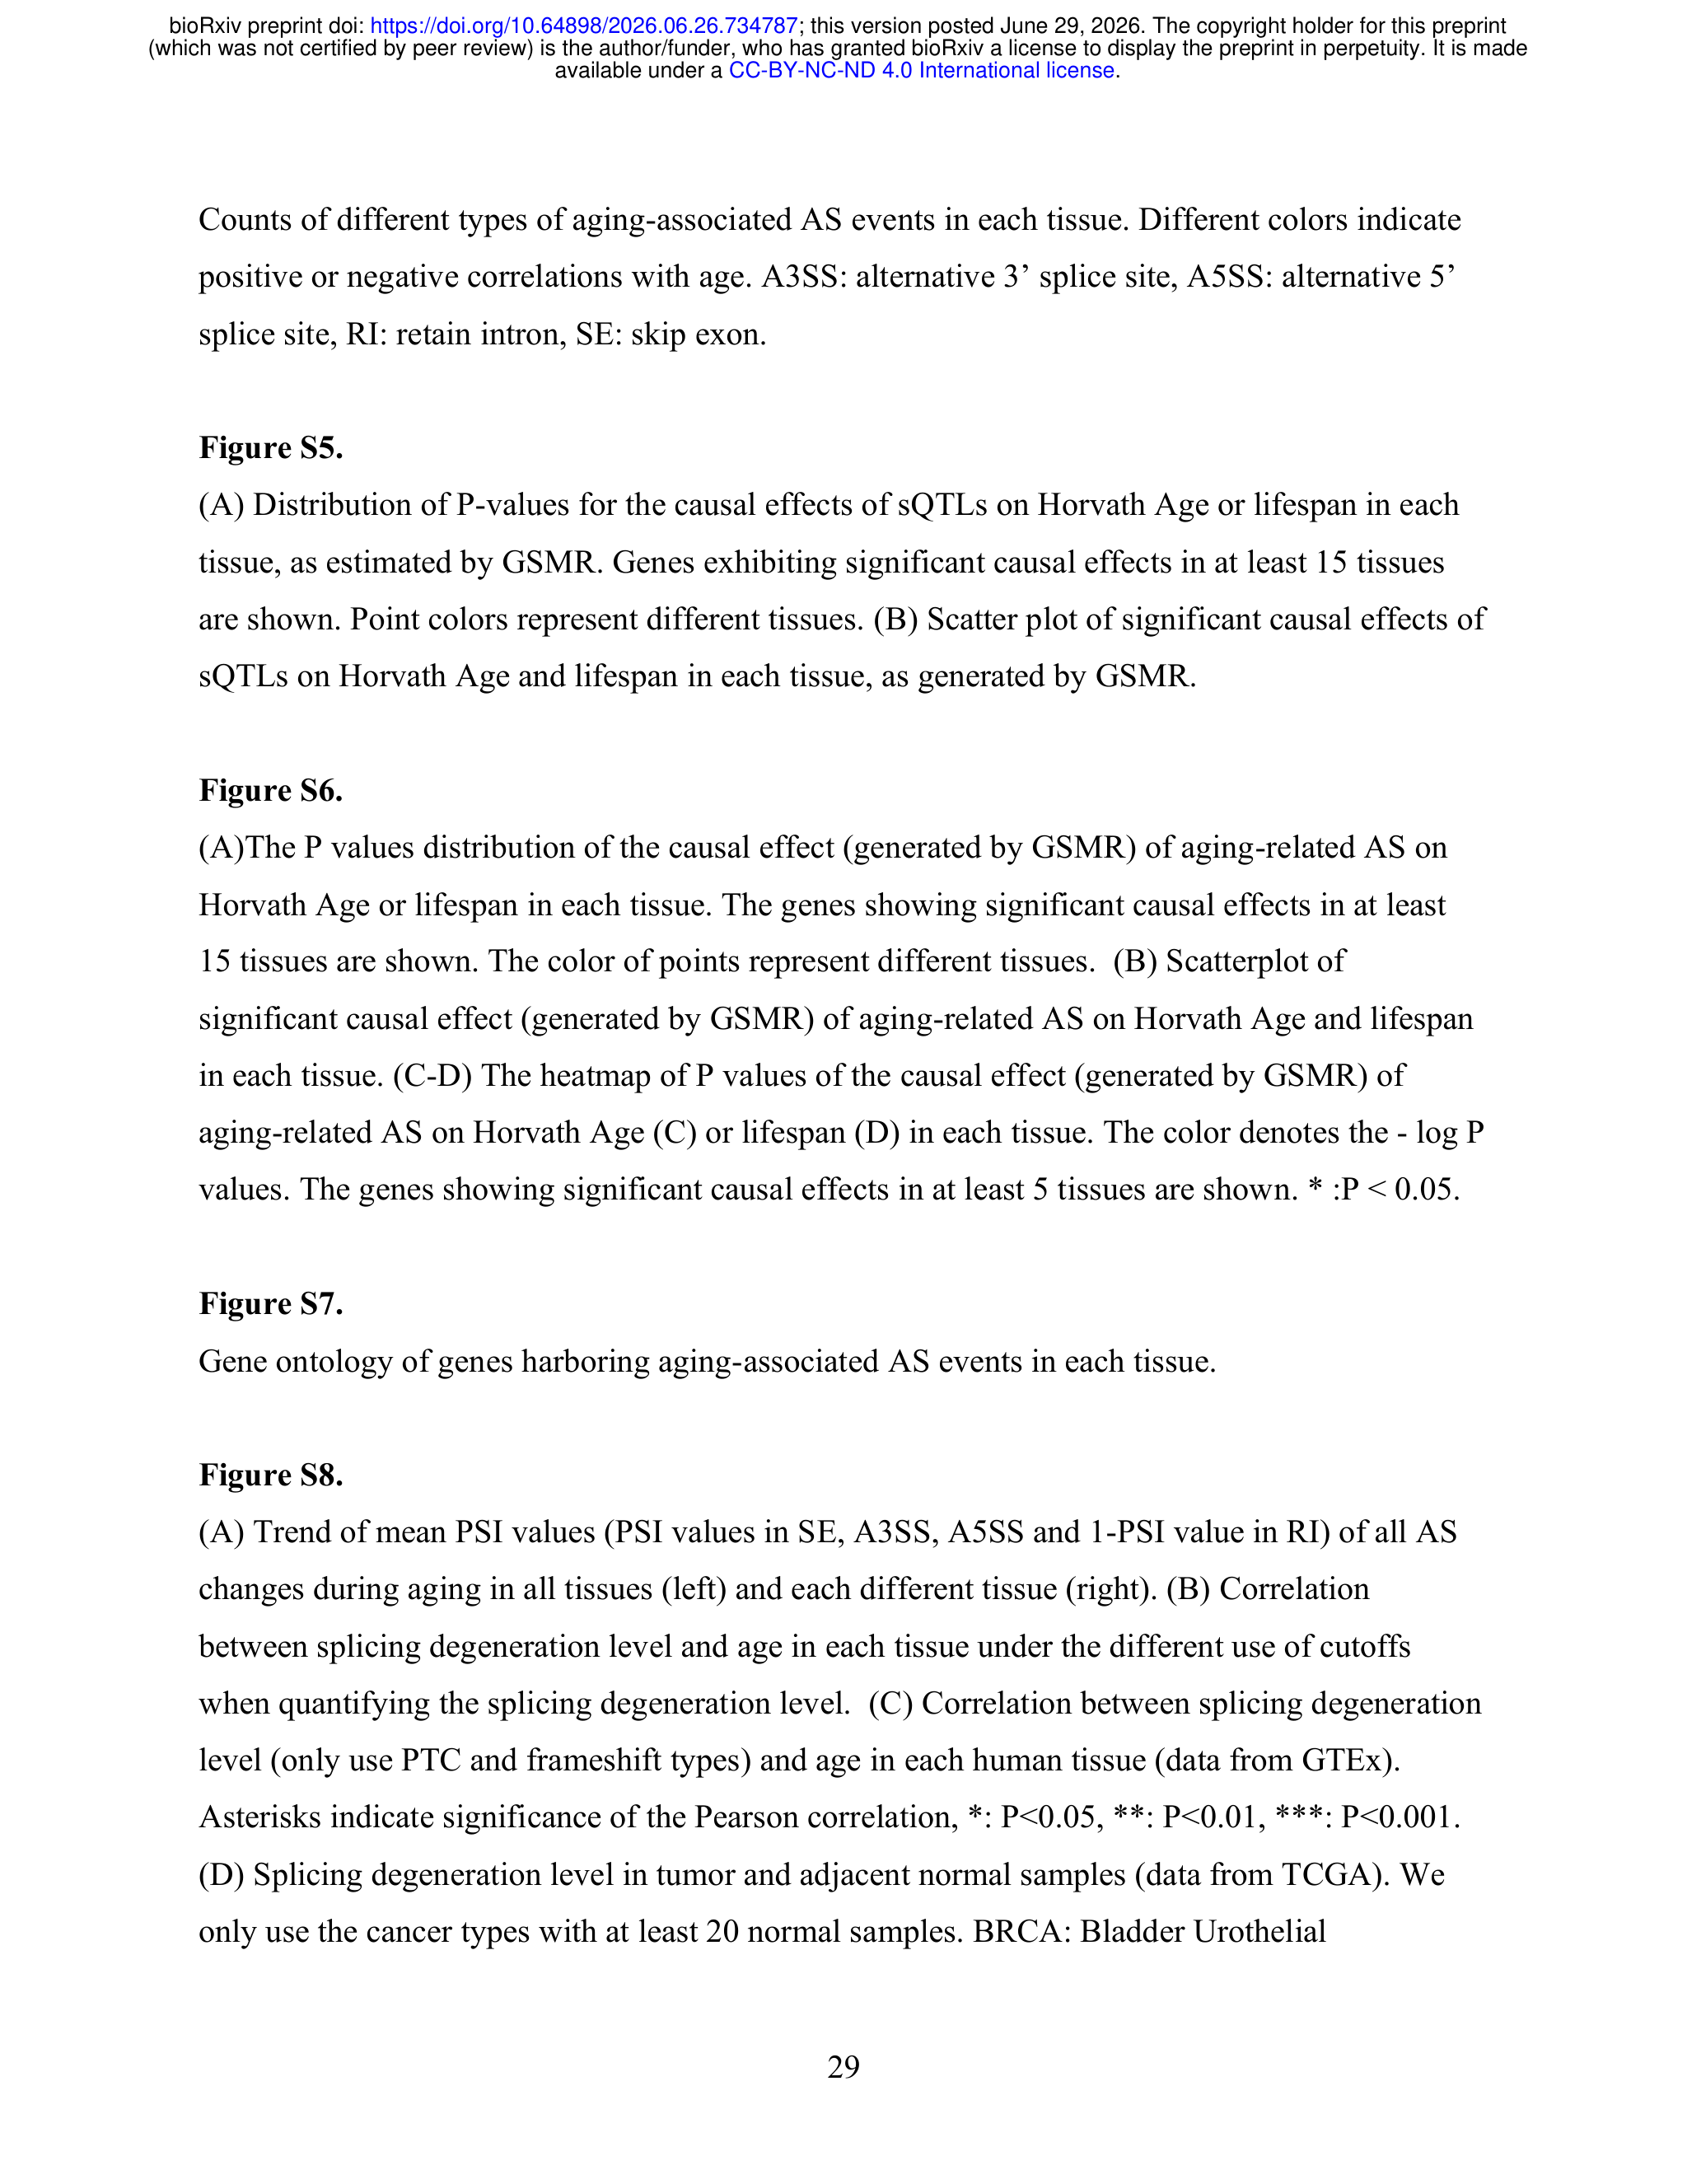 bioRxiv preprint doi: https://doi.org/10.64898/2026.06.26.734787; this version posted June 29, 2026. The copyright holder for this preprint
(which was not certified by peer review) is the author/funder, who has granted bioRxiv a license to display the preprint in perpetuity. It is made
available under a CC-BY-NC-ND 4.0 International license.
Counts of different types of aging-associated AS events in each tissue. Different colors indicate
positive or negative correlations with age. A3SS: alternative 3’ splice site, A5SS: alternative 5’
splice site, RI: retain intron, SE: skip exon.
Figure S5.
(A) Distribution of P-values for the causal effects of sQTLs on Horvath Age or lifespan in each
tissue, as estimated by GSMR. Genes exhibiting significant causal effects in at least 15 tissues
are shown. Point colors represent different tissues. (B) Scatter plot of significant causal effects of
sQTLs on Horvath Age and lifespan in each tissue, as generated by GSMR.
Figure S6.
(A)The P values distribution of the causal effect (generated by GSMR) of aging-related AS on
Horvath Age or lifespan in each tissue. The genes showing significant causal effects in at least
15 tissues are shown. The color of points represent different tissues.  (B) Scatterplot of
significant causal effect (generated by GSMR) of aging-related AS on Horvath Age and lifespan
in each tissue. (C-D) The heatmap of P values of the causal effect (generated by GSMR) of
aging-related AS on Horvath Age (C) or lifespan (D) in each tissue. The color denotes the - log P
values. The genes showing significant causal effects in at least 5 tissues are shown. * :P < 0.05.
Figure S7.
Gene ontology of genes harboring aging-associated AS events in each tissue.
Figure S8.
(A) Trend of mean PSI values (PSI values in SE, A3SS, A5SS and 1-PSI value in RI) of all AS
changes during aging in all tissues (left) and each different tissue (right). (B) Correlation
between splicing degeneration level and age in each tissue under the different use of cutoffs
when quantifying the splicing degeneration level.  (C) Correlation between splicing degeneration
level (only use PTC and frameshift types) and age in each human tissue (data from GTEx).
Asterisks indicate significance of the Pearson correlation, *: P<0.05, **: P<0.01, ***: P<0.001.
(D) Splicing degeneration level in tumor and adjacent normal samples (data from TCGA). We
only use the cancer types with at least 20 normal samples. BRCA: Bladder Urothelial
29